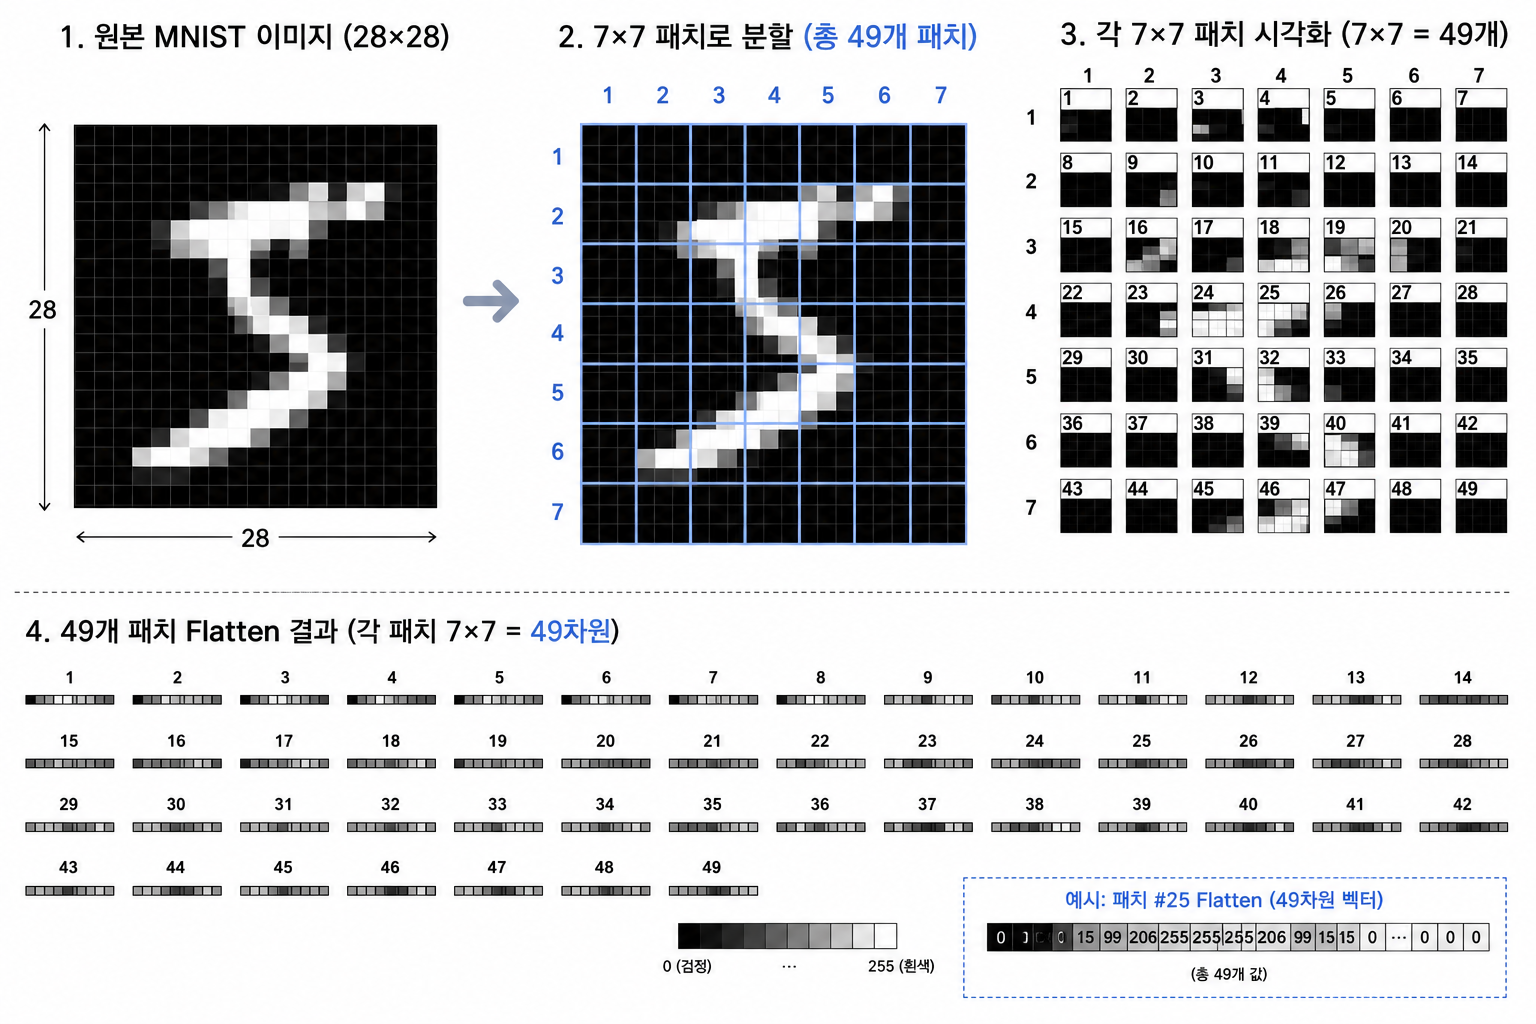 1. 원본 MNIST 이미지 (28×28)
28
28
2. 7×7 패치로 분할 (총 49개 패치)
1 2 3 4 5 6 7
1
2
3
4
5
6
7
3. 각 7×7 패치 시각화 (7×7 = 49개)
1 2 3 4 5 6 7
1 1 2 3 4 5 6 7
2 8 9 10 11 12 13 14
3 15 16 17 18 19 20 21
4 22 23 24 25 26 27 28
5 29 30 31 32 33 34 35
6 36 37 38 39 40 41 42
7 43 44 45 46 47 48 49
4. 49개 패치 Flatten 결과 (각 패치 7×7 = 49차원)
1 2 3 4 5 6 7 8 9 10 11 12 13 14
15 16 17 18 19 20 21 22 23 24 25 26 27 28
29 30 31 32 33 34 35 36 37 38 39 40 41 42
43 44 45 46 47 48 49
0 (검정) ··· 255 (흰색)
예시: 패치 #25 Flatten (49차원 벡터)
0 0 15 99 206 255 255 255 206 99 15 15 0 ··· 0 0 0
(총 49개 값)